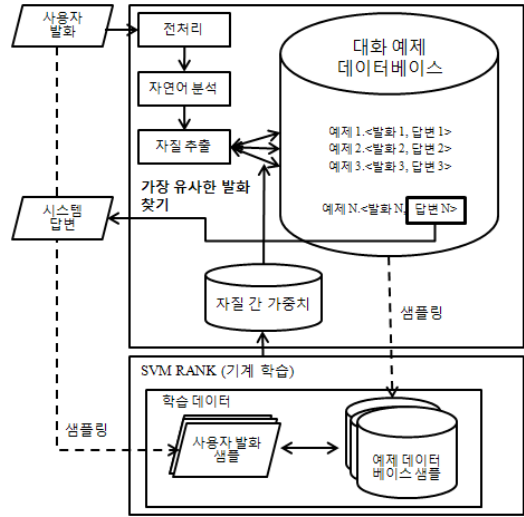 사용자
발화
전처리
자연어 분석
자질 추출
대화 예제
데이터베이스
예제 1.<발화 1, 답변 1>
예제 2.<발화 2, 답변 2>
예제 3.<발화 3, 답변 3>
예제 N.<발화 N, 답변 N>
가장 유사한 발화
찾기
시스템
답변
자질 간 가중치
샘플링
SVM RANK (기계 학습)
학습 데이터
샘플링
사용자 발화
샘플
예제 데이터
베이스 샘플